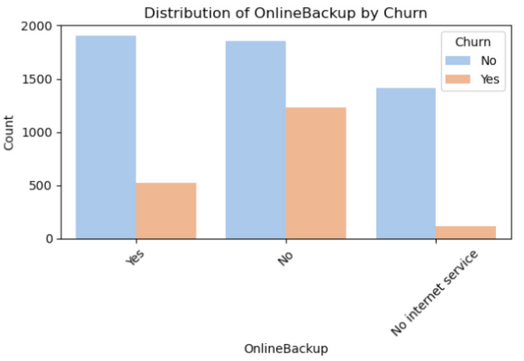 Distribution of OnlineBackup by Churn
Churn
No
Yes
2000
1500
1000
500
0
Count
Yes
No
No internet service
OnlineBackup